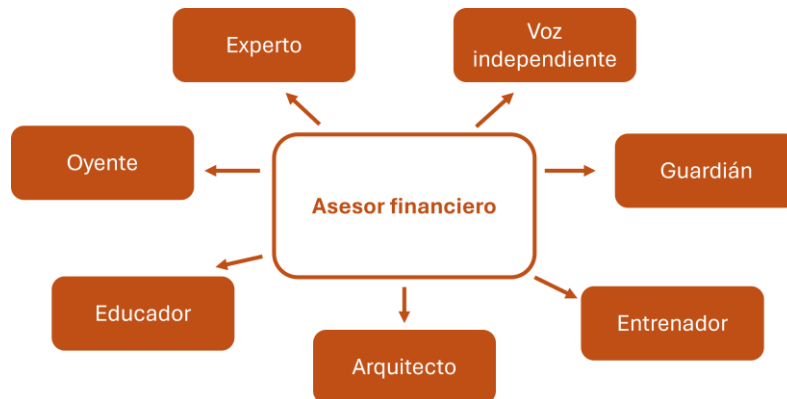 Experto
Voz
independiente
Oyente
Guardián
Asesor financiero
Educador
Entrenador
Arquitecto